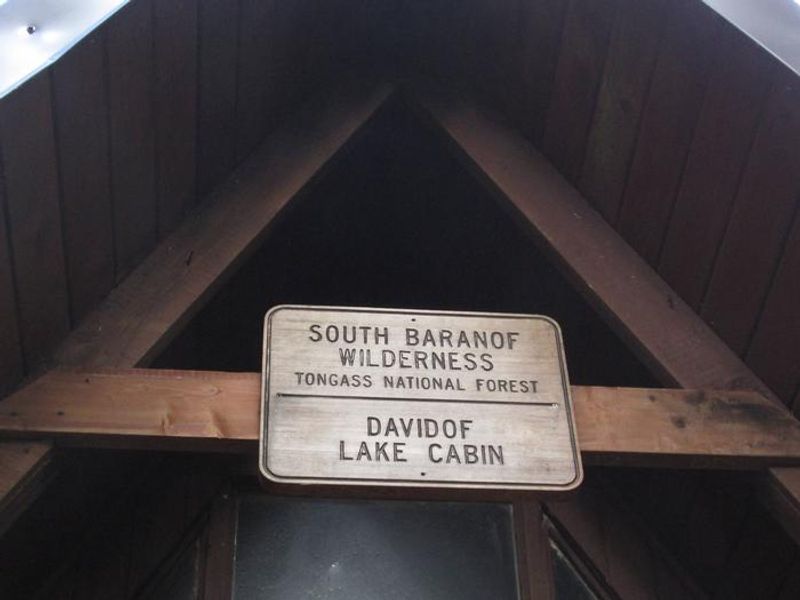 SOUTH BARANOF
WILDERNESS
TONGASS NATIONAL FOREST
DAVIDOF
LAKE CABIN